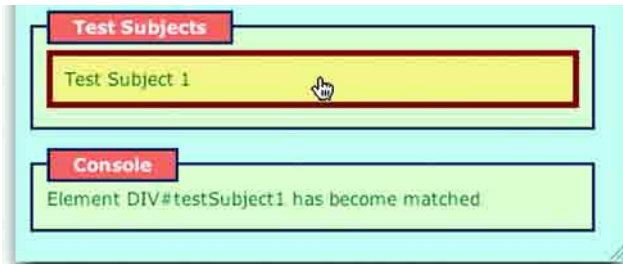 Test Subjects
Test Subject 1
Console
Element DIV#testSubject1 has become matched